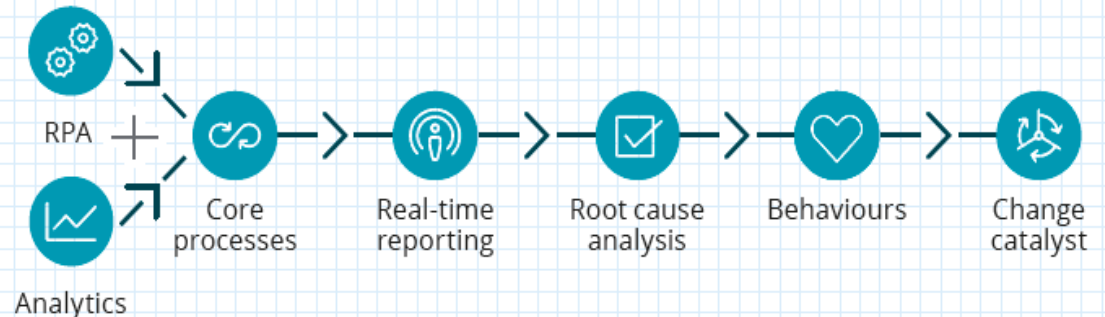 RPA
Analytics
Core
processes
Real-time
reporting
Root cause
analysis
Behaviours
Change
catalyst